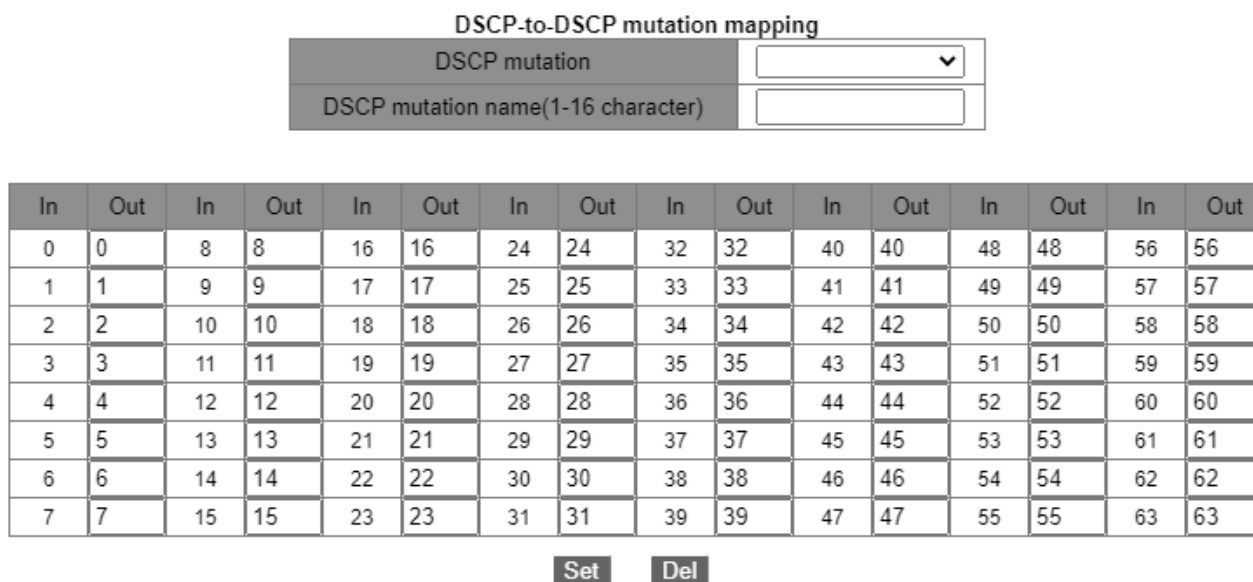 DSCP-to-DSCP mutation mapping
DSCP mutation
DSCP mutation name(1-16 character)
In Out In Out In Out In Out In Out In Out In Out In Out
0 0 8 8 16 16 24 24 32 32 40 40 48 48 56 56
1 1 9 9 17 17 25 25 33 33 41 41 49 49 57 57
2 2 10 10 18 18 26 26 34 34 42 42 50 50 58 58
3 3 11 11 19 19 27 27 35 35 43 43 51 51 59 59
4 4 12 12 20 20 28 28 36 36 44 44 52 52 60 60
5 5 13 13 21 21 29 29 37 37 45 45 53 53 61 61
6 6 14 14 22 22 30 30 38 38 46 46 54 54 62 62
7 7 15 15 23 23 31 31 39 39 47 47 55 55 63 63
Set Del